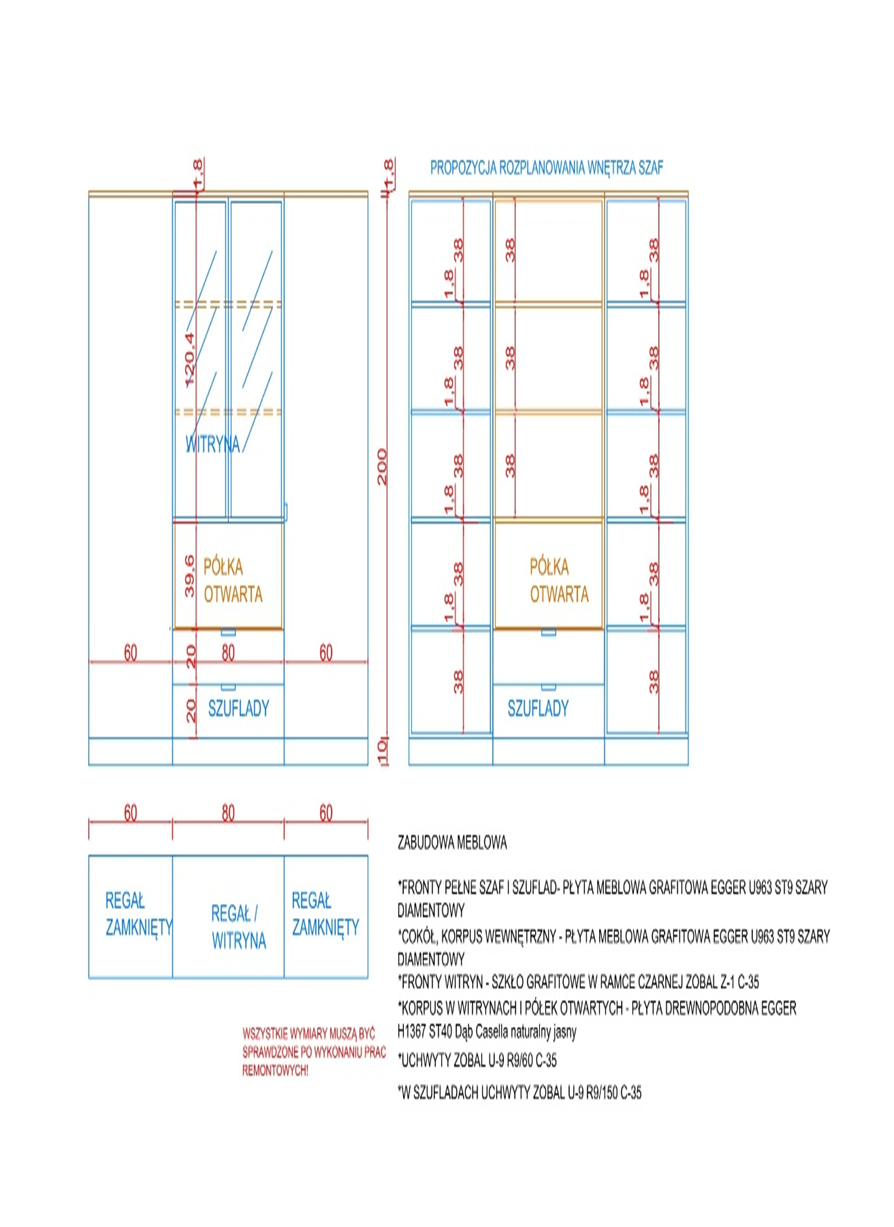 PROPOZYCJA ROZPLANOWANIA WNĘTRZA SZAF
1,8
1,8
38
38
38
1,8
1,8
120,4
38
38
38
1,8
1,8
WITRYNA
200
38
38
38
1,8
1,8
PÓŁKA
OTWARTA
39,6
PÓŁKA
OTWARTA
38
38
1,8
1,8
60
80
60
20
20
SZUFLADY
38
SZUFLADY
38
10
60
80
60
REGAŁ
ZAMKNIĘTY
REGAŁ /
WITRYNA
REGAŁ
ZAMKNIĘTY
WSZYSTKIE WYMIARY MUSZĄ BYĆ
SPRAWDZONE PO WYKONANIU PRAC
REMONTOWYCH!
ZABUDOWA MEBLOWA
*FRONTY PEŁNE SZAF I SZUFLAD- PŁYTA MEBLOWA GRAFITOWA EGGER U963 ST9 SZARY
DIAMENTOWY
*COKÓŁ, KORPUS WEWNĘTRZNY - PŁYTA MEBLOWA GRAFITOWA EGGER U963 ST9 SZARY
DIAMENTOWY
*FRONTY WITRYN - SZKŁO GRAFITOWE W RAMCE CZARNEJ ZOBAL Z-1 C-35
*KORPUS W WITRYNACH I PÓŁEK OTWARTYCH - PŁYTA DREWNOPODOBNA EGGER
H1367 ST40 Dąb Casella naturalny jasny
*UCHWYTY ZOBAL U-9 R9/60 C-35
*W SZUFLADACH UCHWYTY ZOBAL U-9 R9/150 C-35